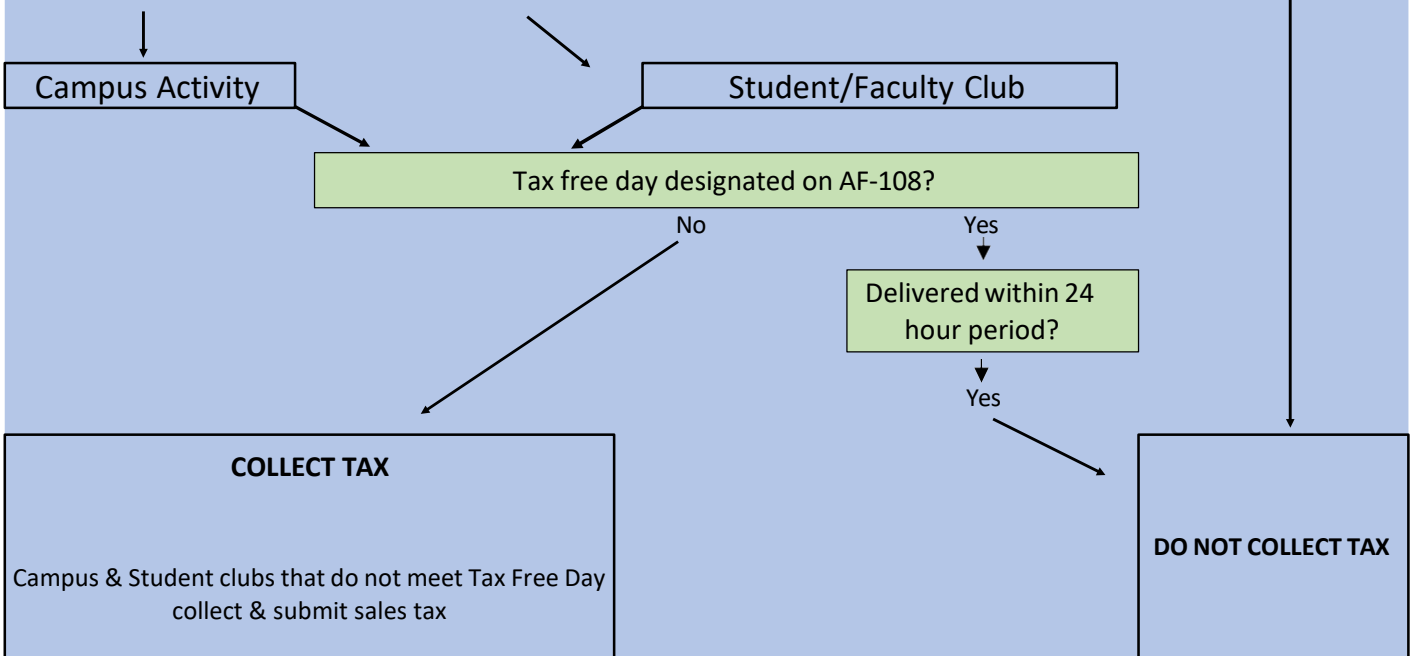 Campus Activity
Student/Faculty Club
Tax free day designated on AF-108?
No
Yes
Delivered within 24
hour period?
Yes
COLLECT TAX
Campus & Student clubs that do not meet Tax Free Day
collect & submit sales tax
DO NOT COLLECT TAX